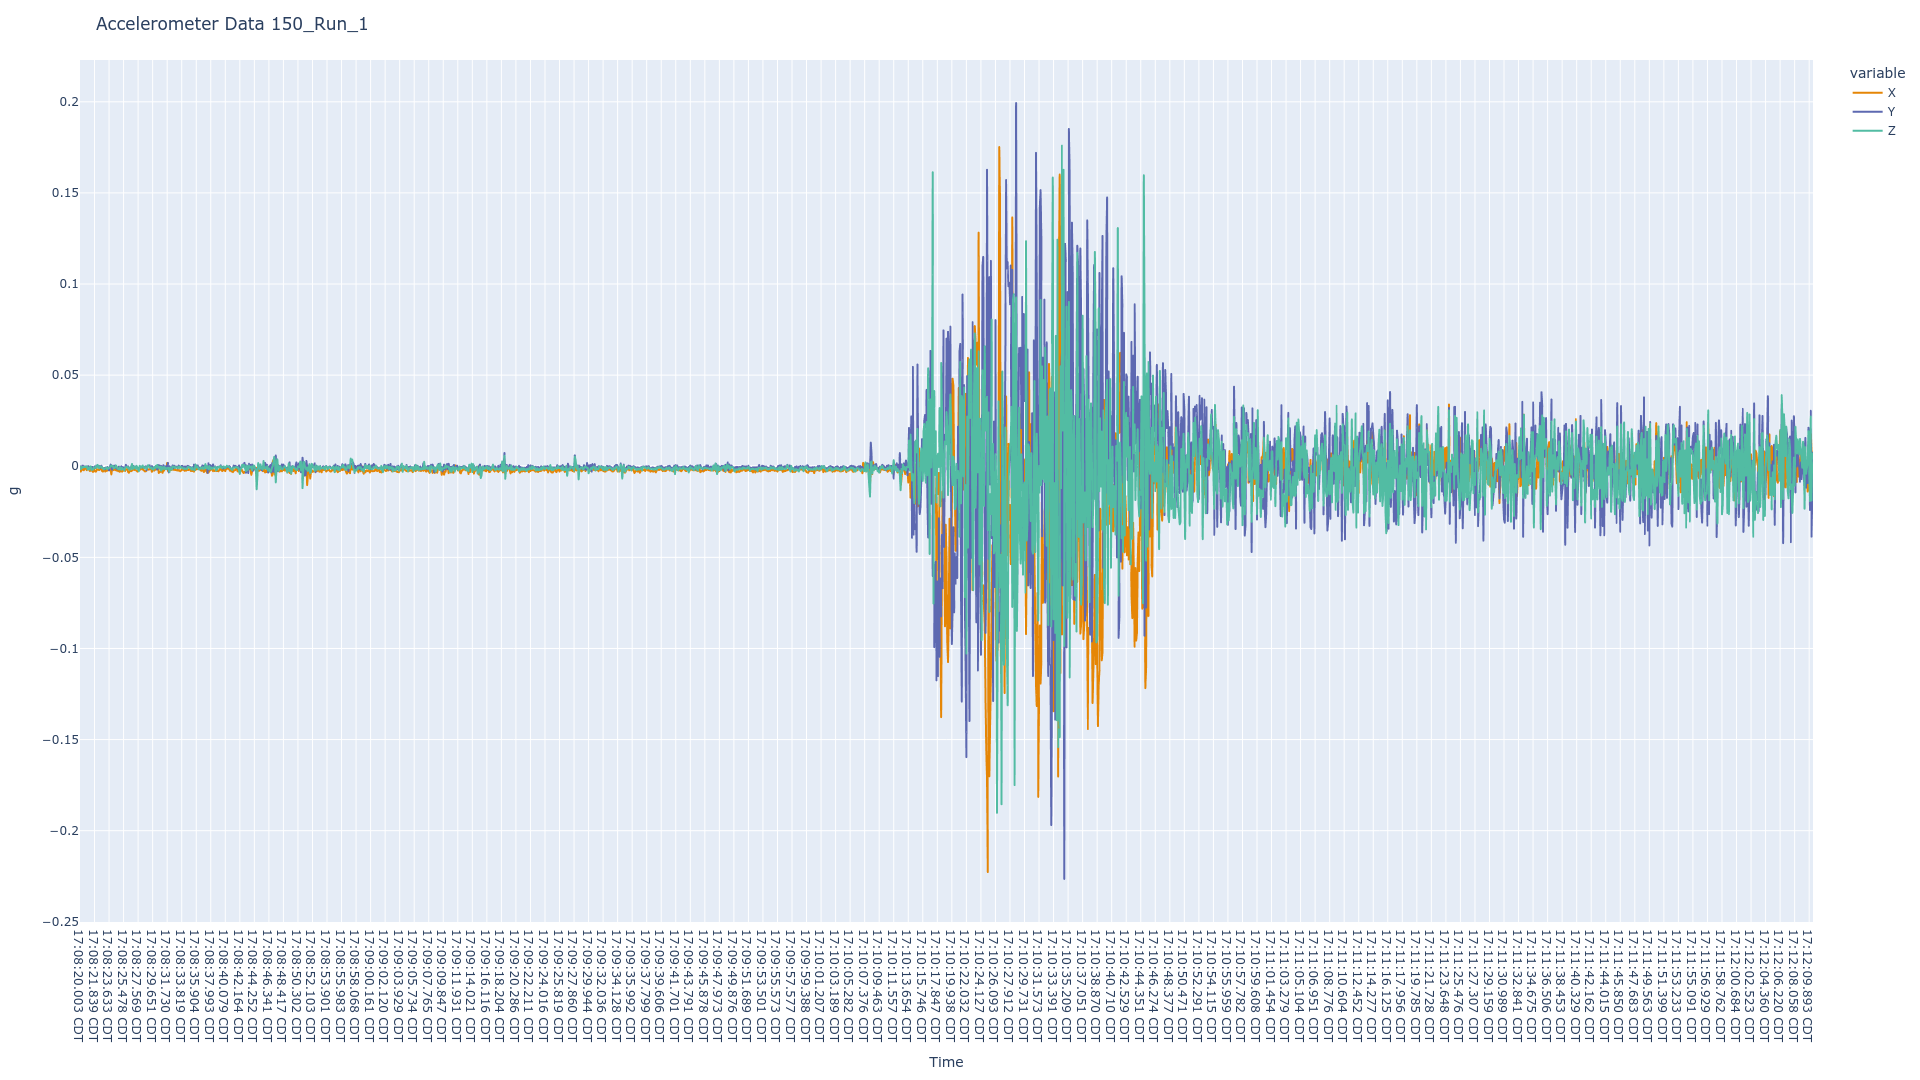 Accelerometer Data 150_Run_1
variable
X
Y
Z
0.2
0.15
0.1
0.05
0
−0.05
−0.1
−0.15
−0.2
−0.25
g
17:08:20.003 CDT
17:08:21.839 CDT
17:08:23.633 CDT
17:08:25.478 CDT
17:08:27.569 CDT
17:08:29.651 CDT
17:08:31.730 CDT
17:08:33.819 CDT
17:08:35.904 CDT
17:08:37.993 CDT
17:08:40.079 CDT
17:08:42.164 CDT
17:08:44.252 CDT
17:08:46.341 CDT
17:08:48.417 CDT
17:08:50.302 CDT
17:08:52.103 CDT
17:08:53.901 CDT
17:08:55.983 CDT
17:08:58.068 CDT
17:09:00.161 CDT
17:09:02.120 CDT
17:09:03.929 CDT
17:09:05.734 CDT
17:09:07.765 CDT
17:09:09.847 CDT
17:09:11.931 CDT
17:09:14.021 CDT
17:09:16.116 CDT
17:09:18.204 CDT
17:09:20.286 CDT
17:09:22.211 CDT
17:09:24.016 CDT
17:09:25.819 CDT
17:09:27.860 CDT
17:09:29.944 CDT
17:09:32.036 CDT
17:09:34.128 CDT
17:09:35.992 CDT
17:09:37.799 CDT
17:09:39.606 CDT
17:09:41.701 CDT
17:09:43.791 CDT
17:09:45.878 CDT
17:09:47.973 CDT
17:09:49.876 CDT
17:09:51.689 CDT
17:09:53.501 CDT
17:09:55.573 CDT
17:09:57.577 CDT
17:09:59.388 CDT
17:10:01.207 CDT
17:10:03.189 CDT
17:10:05.282 CDT
17:10:07.376 CDT
17:10:09.463 CDT
17:10:11.557 CDT
17:10:13.654 CDT
17:10:15.746 CDT
17:10:17.847 CDT
17:10:19.938 CDT
17:10:22.032 CDT
17:10:24.127 CDT
17:10:26.093 CDT
17:10:27.912 CDT
17:10:29.731 CDT
17:10:31.573 CDT
17:10:33.391 CDT
17:10:35.209 CDT
17:10:37.051 CDT
17:10:38.870 CDT
17:10:40.710 CDT
17:10:42.529 CDT
17:10:44.351 CDT
17:10:46.274 CDT
17:10:48.377 CDT
17:10:50.471 CDT
17:10:52.291 CDT
17:10:54.115 CDT
17:10:55.959 CDT
17:10:57.782 CDT
17:10:59.608 CDT
17:11:01.454 CDT
17:11:03.279 CDT
17:11:05.104 CDT
17:11:06.951 CDT
17:11:08.776 CDT
17:11:10.604 CDT
17:11:12.452 CDT
17:11:14.277 CDT
17:11:16.125 CDT
17:11:17.956 CDT
17:11:19.785 CDT
17:11:21.728 CDT
17:11:23.648 CDT
17:11:25.476 CDT
17:11:27.307 CDT
17:11:29.159 CDT
17:11:30.989 CDT
17:11:32.841 CDT
17:11:34.675 CDT
17:11:36.506 CDT
17:11:38.453 CDT
17:11:40.329 CDT
17:11:42.162 CDT
17:11:44.015 CDT
17:11:45.850 CDT
17:11:47.683 CDT
17:11:49.563 CDT
17:11:51.399 CDT
17:11:53.233 CDT
17:11:55.091 CDT
17:11:56.929 CDT
17:11:58.762 CDT
17:12:00.684 CDT
17:12:02.523 CDT
17:12:04.360 CDT
17:12:06.220 CDT
17:12:08.058 CDT
17:12:09.893 CDT
Time